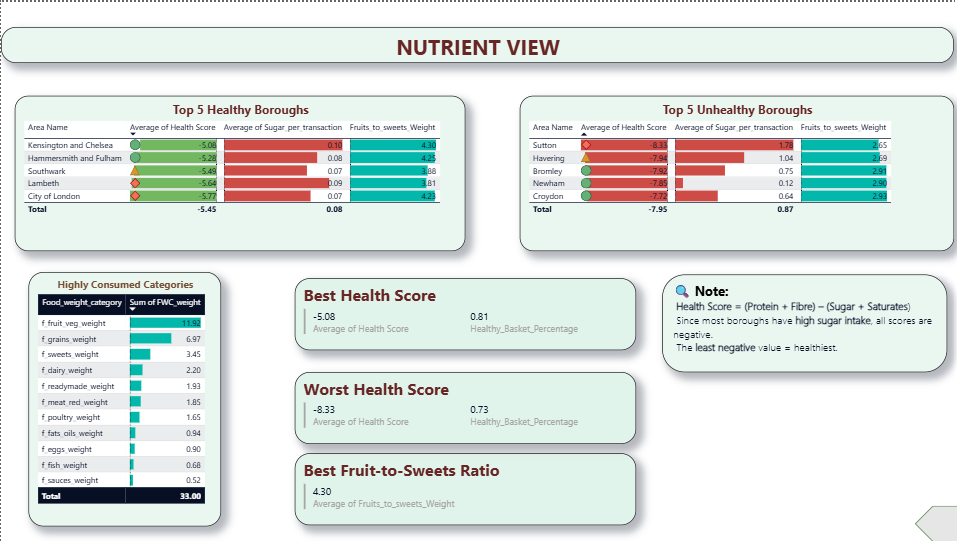 NUTRIENT VIEW
Top 5 Healthy Boroughs
Area Name Average of Health Score Average of Sugar_per_transaction Fruits_to_sweets_Weight
Kensington and Chelsea -5.08 0.10 4.30
Hammersmith and Fulham -5.28 0.08 4.25
Southwark -5.49 0.07 3.88
Lambeth -5.64 0.09 3.81
City of London -5.77 0.07 4.23
Total -5.45 0.08
Top 5 Unhealthy Boroughs
Area Name Average of Health Score Average of Sugar_per_transaction Fruits_to_sweets_Weight
Sutton -8.33 1.78 2.65
Havering -7.94 1.04 2.69
Bromley -7.92 0.75 2.91
Newham -7.85 0.12 2.90
Croydon -7.72 0.64 2.93
Total -7.95 0.87
Highly Consumed Categories
Food_weight_category Sum of FWC_weight
f_fruit_veg_weight 11.92
f_grains_weight 6.97
f_sweets_weight 3.45
f_dairy_weight 2.20
f_readymade_weight 1.93
f_meat_red_weight 1.85
f_poultry_weight 1.65
f_fats_oils_weight 0.94
f_eggs_weight 0.90
f_fish_weight 0.68
f_sauces_weight 0.52
Total 33.00
Best Health Score
-5.08 0.81
Average of Health Score Healthy_Basket_Percentage
Worst Health Score
-8.33 0.73
Average of Health Score Healthy_Basket_Percentage
Best Fruit-to-Sweets Ratio
4.30
Average of Fruits_to_sweets_Weight
Note:
Health Score = (Protein + Fibre) – (Sugar + Saturates)
Since most boroughs have high sugar intake, all scores are
negative.
The least negative value = healthiest.